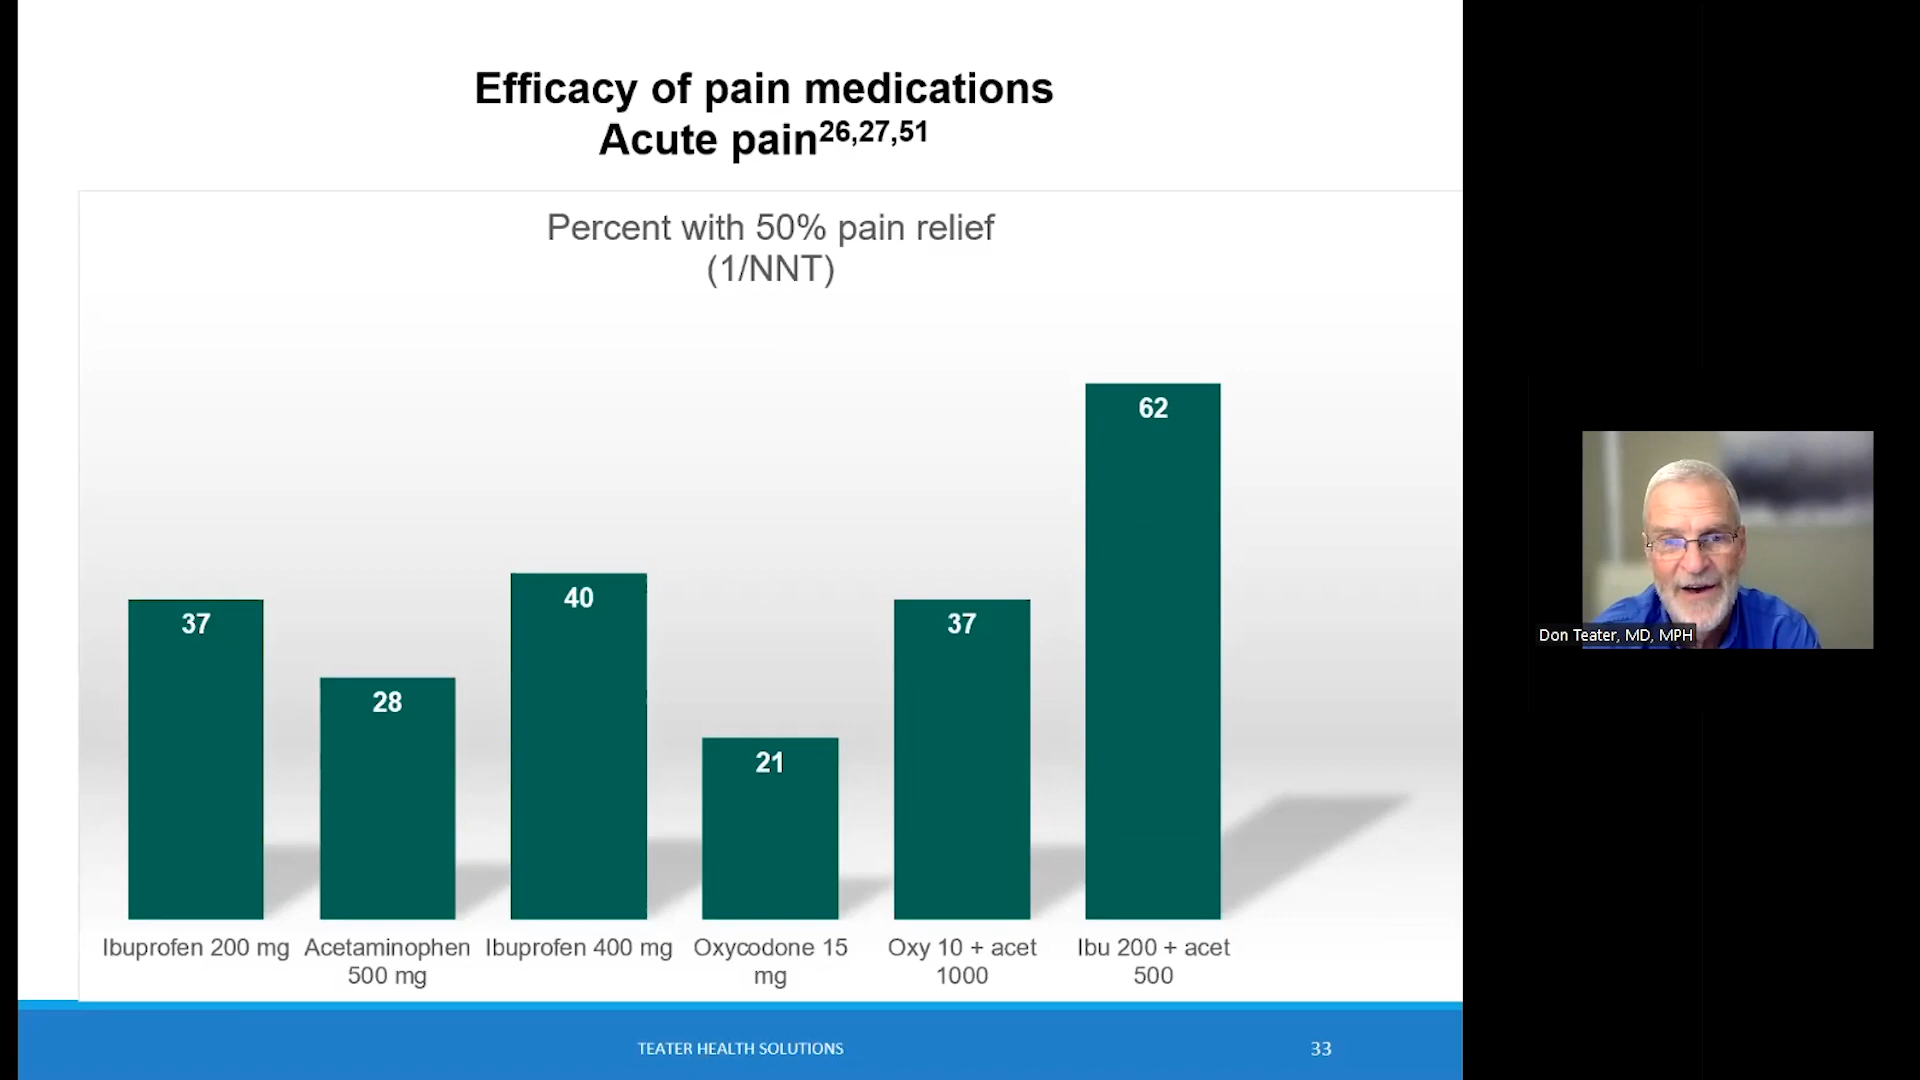 Efficacy of pain medications
Acute pain26,27,51
Percent with 50% pain relief
(1/NNT)
37
28
40
21
37
62
Ibuprofen 200 mg
Acetaminophen
500 mg
Ibuprofen 400 mg
Oxycodone 15
mg
Oxy 10 + acet
1000
Ibu 200 + acet
500
TEATER HEALTH SOLUTIONS
33
Don Teater, MD, MPH